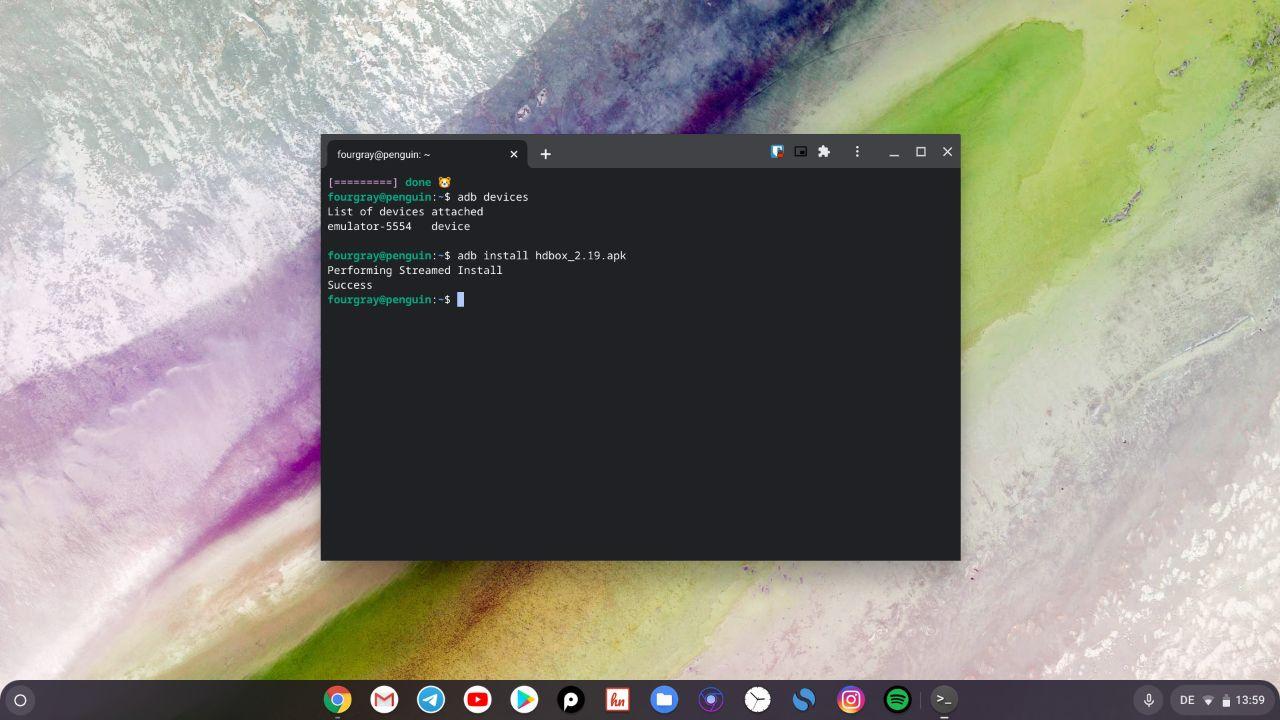 fourgray@penguin: ~
[=========] done 🐹
fourgray@penguin:~$ adb devices
List of devices attached
emulator-5554   device
fourgray@penguin:~$ adb install hdbox_2.19.apk
Performing Streamed Install
Success
fourgray@penguin:~$
hn
>_
DE
13:59